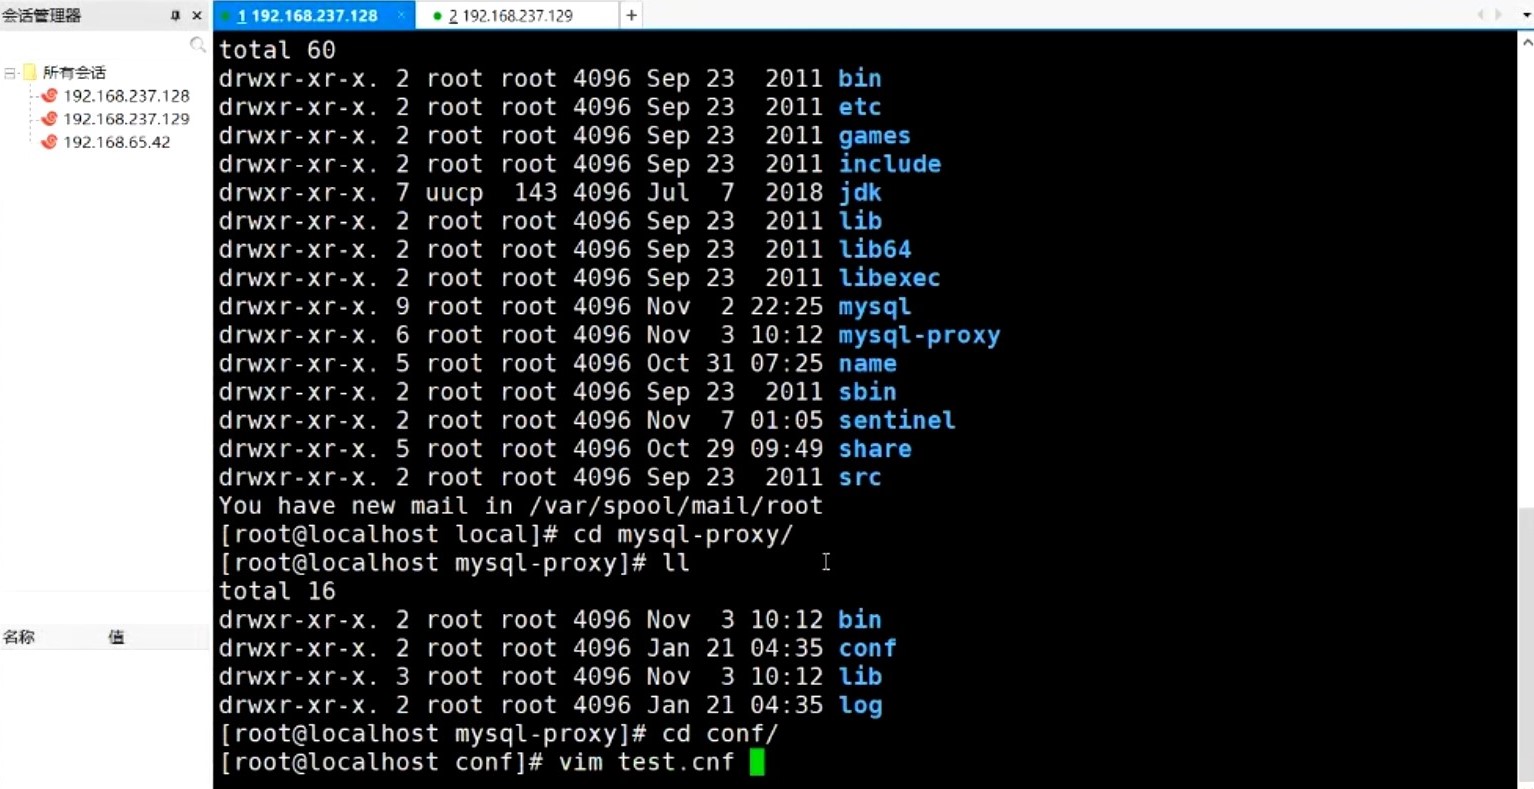 会话管理器
所有会话
192.168.237.128
192.168.237.129
192.168.65.42
名称 值
1 192.168.237.128 × 2 192.168.237.129 +
total 60
drwxr-xr-x. 2 root root 4096 Sep 23  2011 bin
drwxr-xr-x. 2 root root 4096 Sep 23  2011 etc
drwxr-xr-x. 2 root root 4096 Sep 23  2011 games
drwxr-xr-x. 2 root root 4096 Sep 23  2011 include
drwxr-xr-x. 7 uucp  143 4096 Jul  7  2018 jdk
drwxr-xr-x. 2 root root 4096 Sep 23  2011 lib
drwxr-xr-x. 2 root root 4096 Sep 23  2011 lib64
drwxr-xr-x. 2 root root 4096 Sep 23  2011 libexec
drwxr-xr-x. 9 root root 4096 Nov  2 22:25 mysql
drwxr-xr-x. 6 root root 4096 Nov  3 10:12 mysql-proxy
drwxr-xr-x. 5 root root 4096 Oct 31 07:25 name
drwxr-xr-x. 2 root root 4096 Sep 23  2011 sbin
drwxr-xr-x. 2 root root 4096 Nov  7 01:05 sentinel
drwxr-xr-x. 5 root root 4096 Oct 29 09:49 share
drwxr-xr-x. 2 root root 4096 Sep 23  2011 src
You have new mail in /var/spool/mail/root
[root@localhost local]# cd mysql-proxy/
[root@localhost mysql-proxy]# ll
total 16
drwxr-xr-x. 2 root root 4096 Nov  3 10:12 bin
drwxr-xr-x. 2 root root 4096 Jan 21 04:35 conf
drwxr-xr-x. 3 root root 4096 Nov  3 10:12 lib
drwxr-xr-x. 2 root root 4096 Jan 21 04:35 log
[root@localhost mysql-proxy]# cd conf/
[root@localhost conf]# vim test.cnf